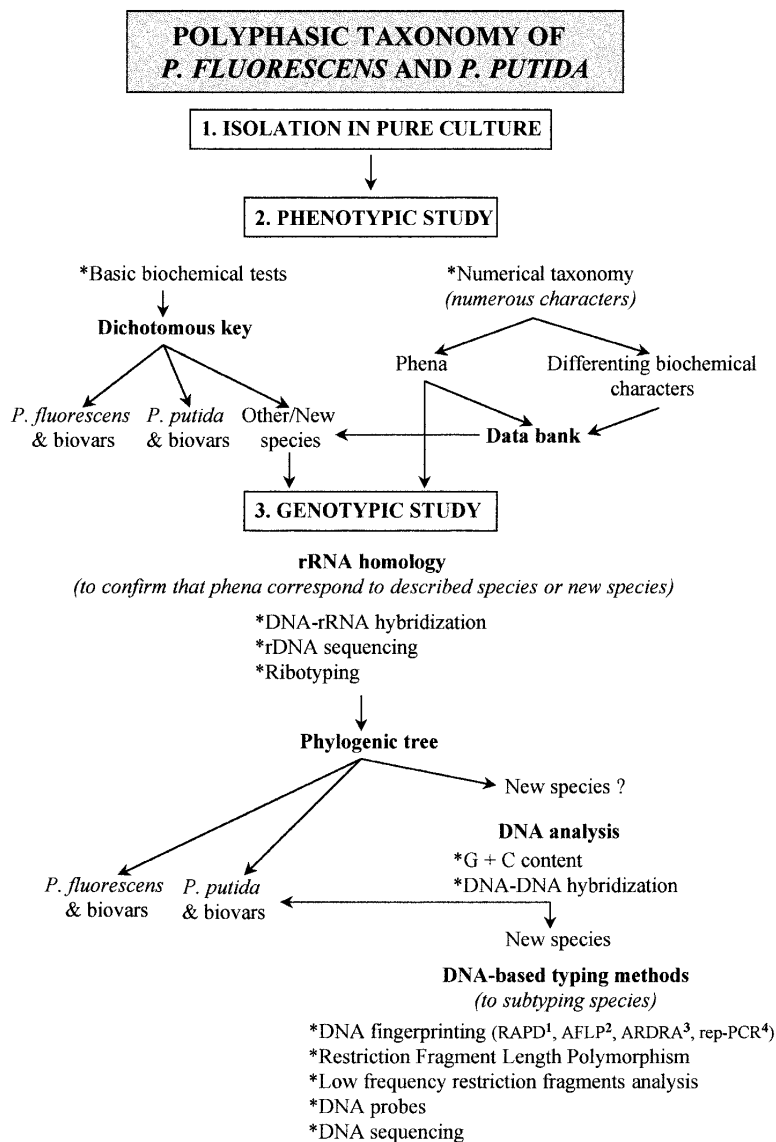 POLYPHASIC TAXONOMY OF
P. FLUORESCENS AND P. PUTIDA
1. ISOLATION IN PURE CULTURE
2. PHENOTYPIC STUDY
*Basic biochemical tests
*Numerical taxonomy
(numerous characters)
Dichotomous key
Phena
Differenting biochemical
characters
P. fluorescens
& biovars
P. putida
& biovars
Other/New
species
Data bank
3. GENOTYPIC STUDY
rRNA homology
(to confirm that phena correspond to described species or new species)
*DNA-rRNA hybridization
*rDNA sequencing
*Ribotyping
Phylogenic tree
New species ?
DNA analysis
*G + C content
*DNA-DNA hybridization
P. fluorescens
& biovars
P. putida
& biovars
New species
DNA-based typing methods
(to subtyping species)
*DNA fingerprinting (RAPD¹, AFLP², ARDRA³, rep-PCR⁴)
*Restriction Fragment Length Polymorphism
*Low frequency restriction fragments analysis
*DNA probes
*DNA sequencing